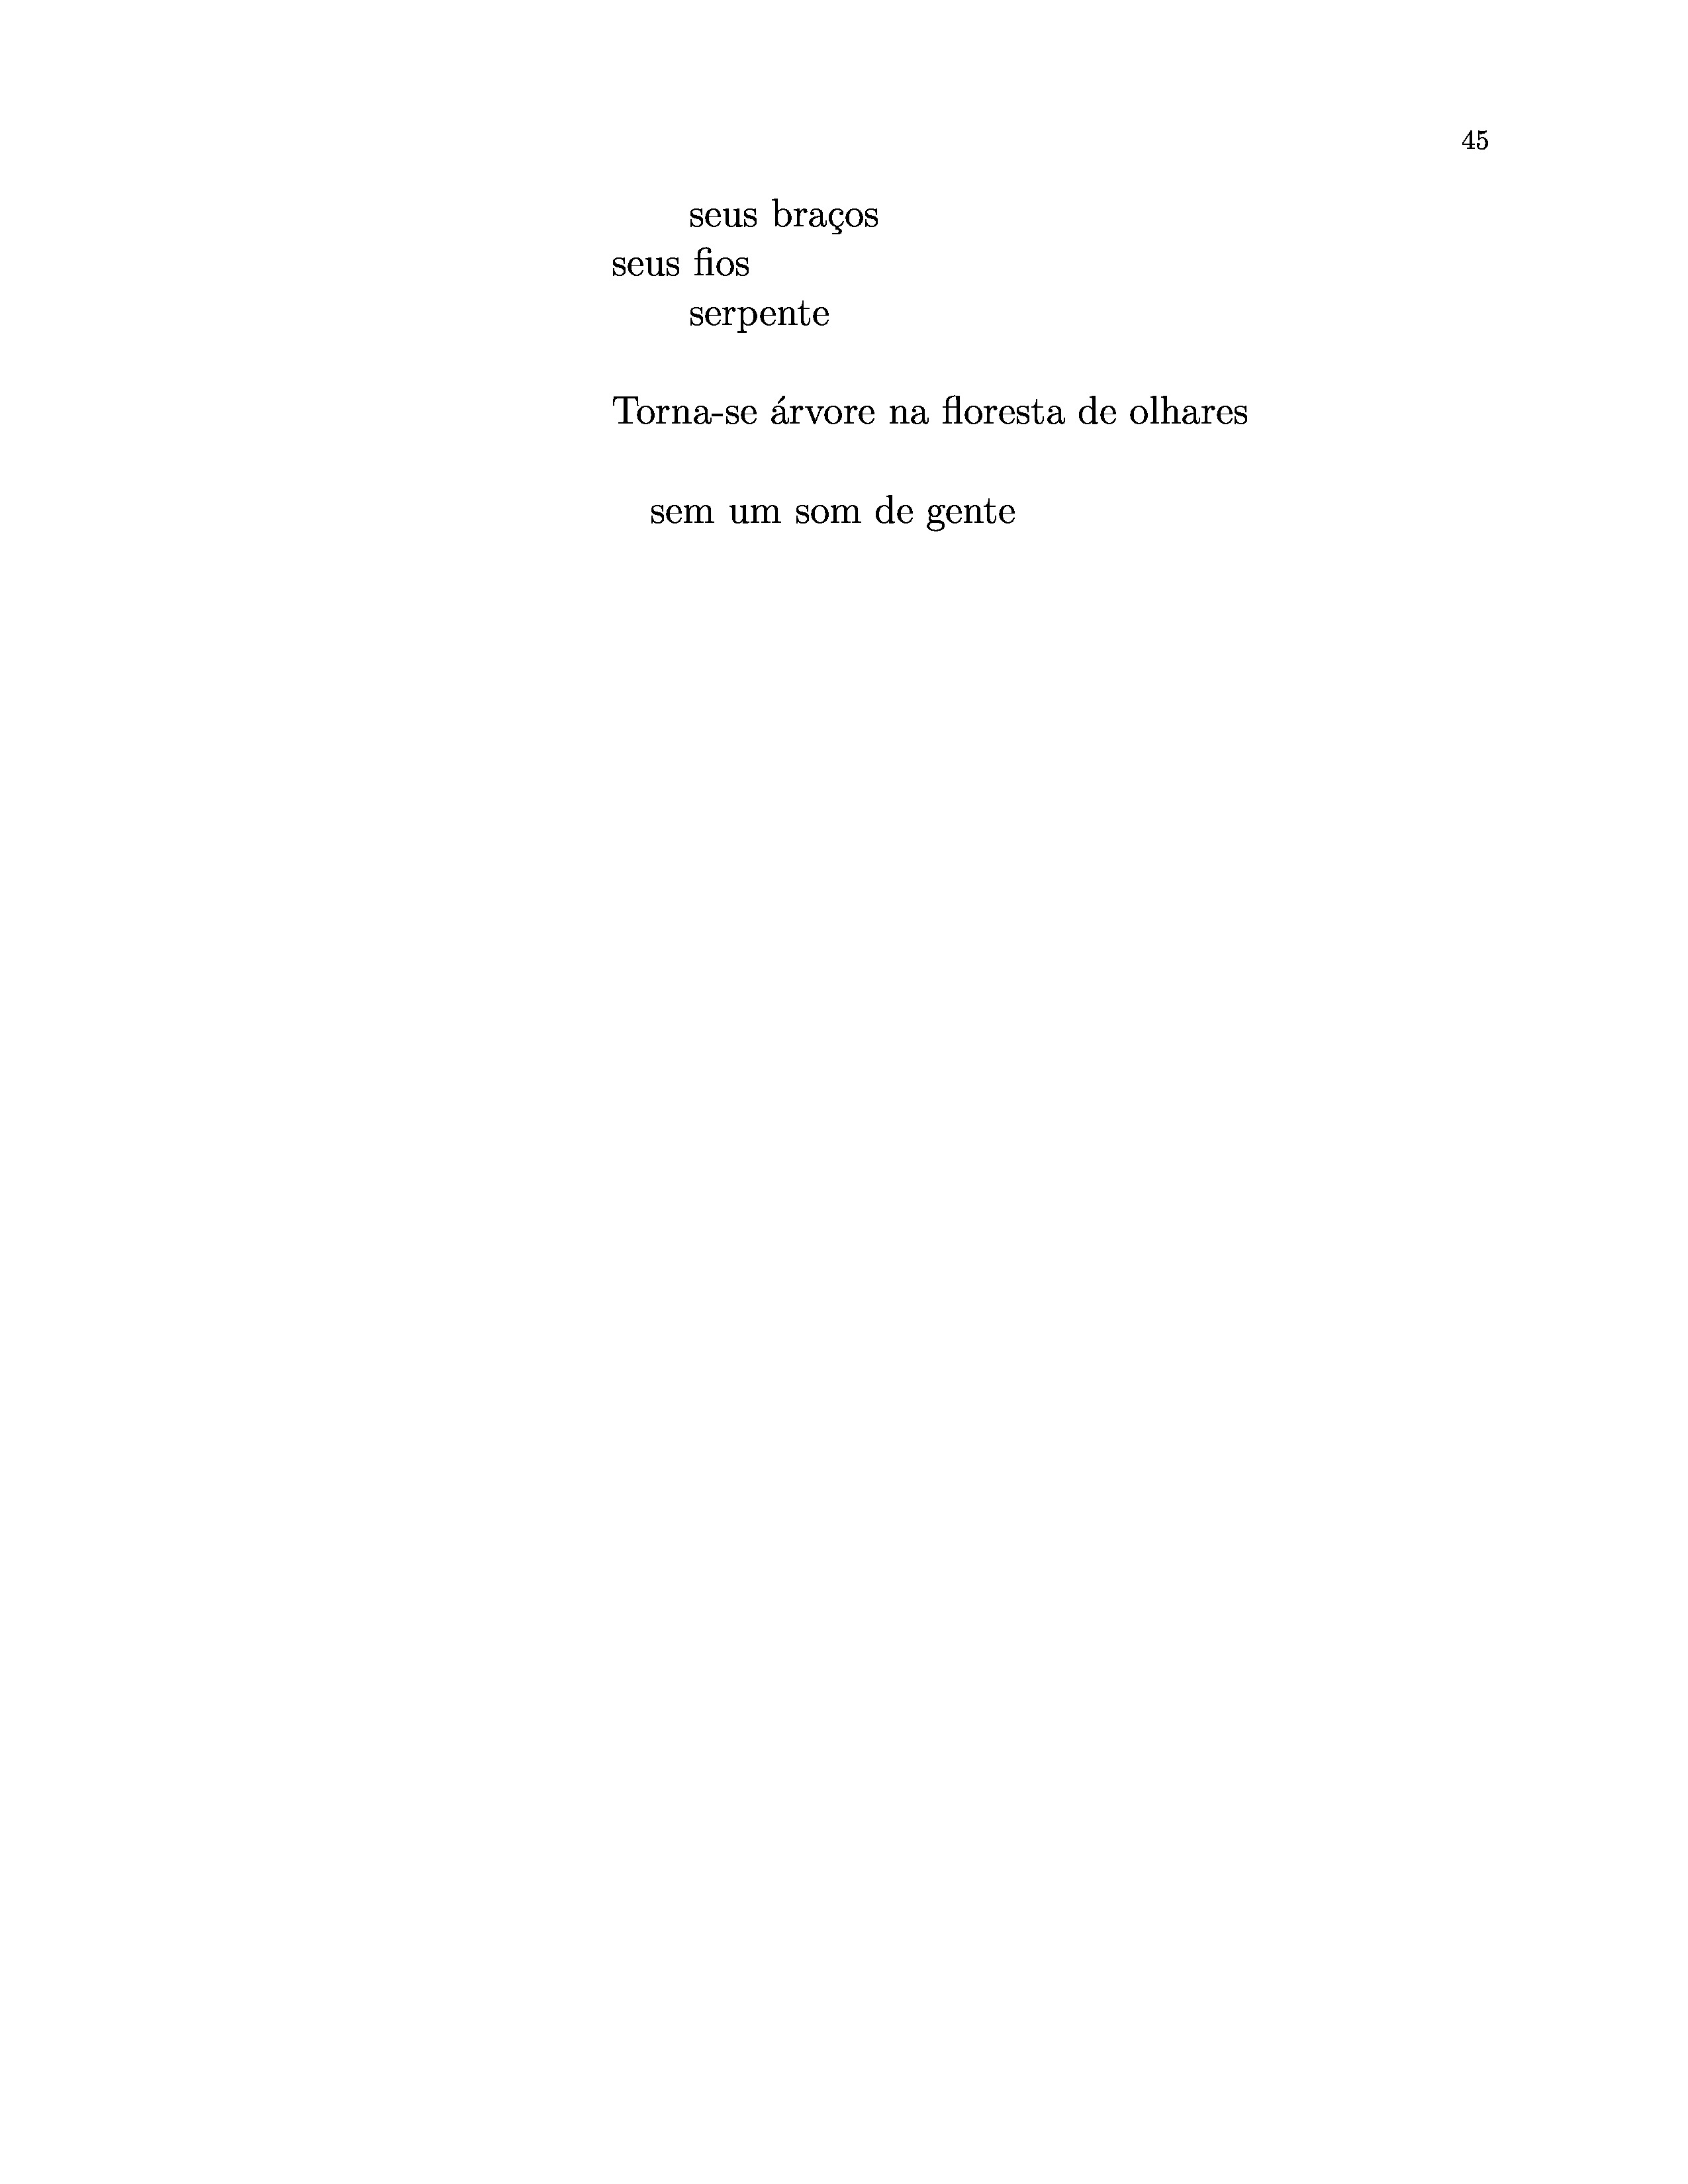 45
seus braços
seus fios
serpente
Torna-se árvore na floresta de olhares
sem um som de gente